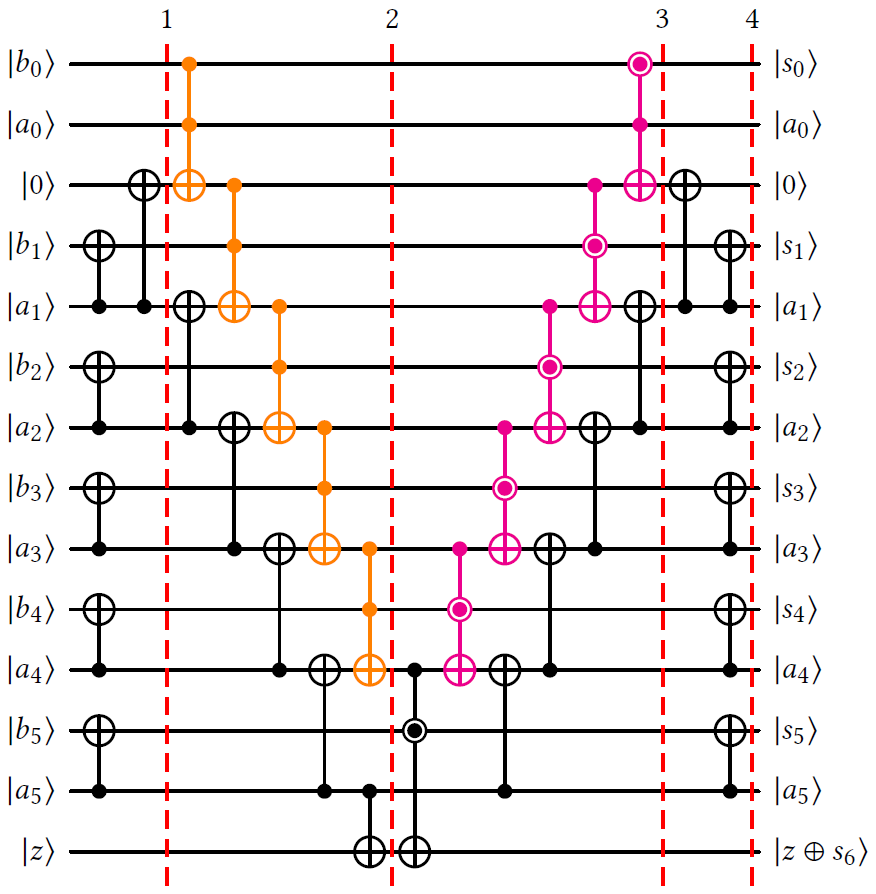 1 2 3 4
|b₀⟩ |s₀⟩
|a₀⟩ |a₀⟩
|0⟩ |0⟩
|b₁⟩ |s₁⟩
|a₁⟩ |a₁⟩
|b₂⟩ |s₂⟩
|a₂⟩ |a₂⟩
|b₃⟩ |s₃⟩
|a₃⟩ |a₃⟩
|b₄⟩ |s₄⟩
|a₄⟩ |a₄⟩
|b₅⟩ |s₅⟩
|a₅⟩ |a₅⟩
|z⟩ |z ⊕ s₆⟩